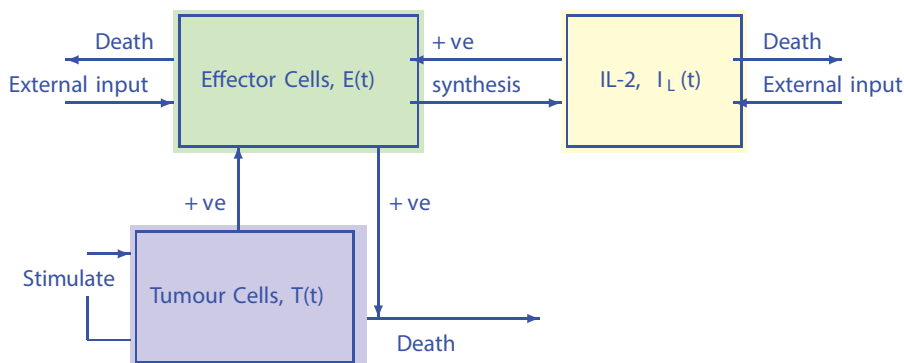 Death
External input
Effector Cells, E(t)
+ ve
synthesis
IL-2, I L (t)
Death
External input
+ ve
+ ve
Stimulate
Tumour Cells, T(t)
Death